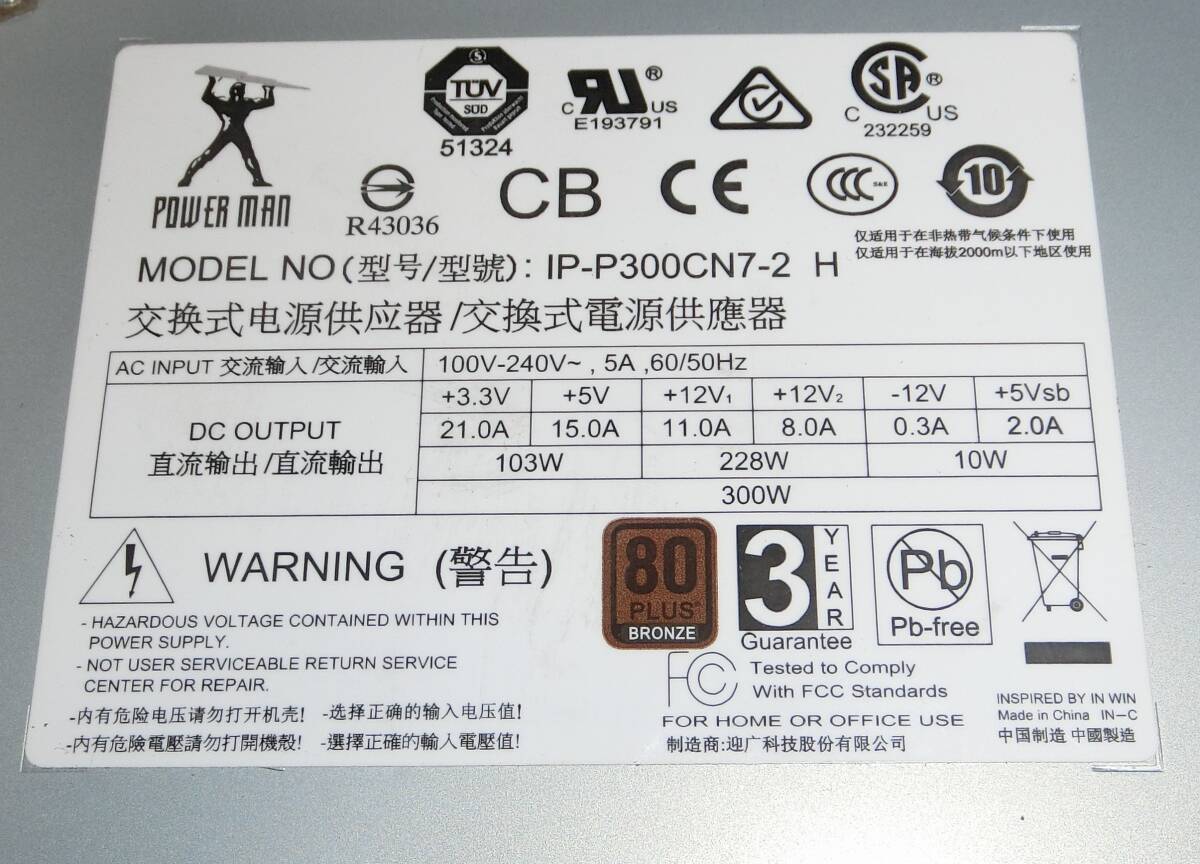 POWER MAN
TÜV
SÜD
51324
C RU US ®
E193791
C SA ® US
232259
R43036
CB
CE
CCC S&E
10
仅适用于在非热带气候条件下使用
仅适用于在海拔2000m以下地区使用
MODEL NO(型号/型號): IP-P300CN7-2 H
交换式电源供应器/交換式電源供應器
AC INPUT 交流输入/交流輸入 100V-240V~ , 5A ,60/50Hz
+3.3V +5V +12V₁ +12V₂ -12V +5Vsb
DC OUTPUT
直流输出/直流輸出
21.0A 15.0A 11.0A 8.0A 0.3A 2.0A
103W 228W 10W
300W
WARNING (警告)
- HAZARDOUS VOLTAGE CONTAINED WITHIN THIS
POWER SUPPLY.
- NOT USER SERVICEABLE RETURN SERVICE
CENTER FOR REPAIR.
-内有危险电压请勿打开机壳! -选择正确的输入电压值!
-內有危險電壓請勿打開機殼! -選擇正確的輸入電壓值!
80
PLUS
BRONZE
3 YEAR
Guarantee
Pb
Pb-free
FC Tested to Comply
With FCC Standards
FOR HOME OR OFFICE USE
制造商:迎广科技股份有限公司
INSPIRED BY IN WIN
Made in China IN-C
中国制造 中國製造